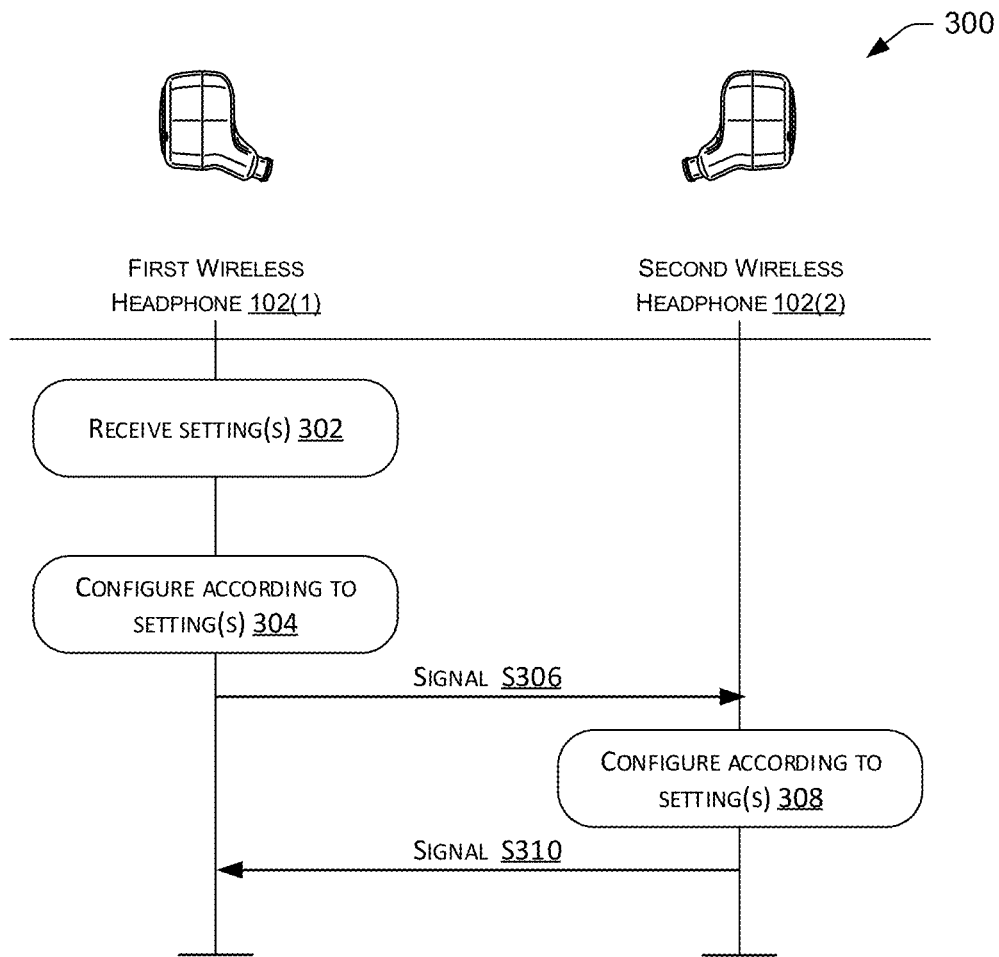 300
FIRST WIRELESS
HEADPHONE 102(1)
SECOND WIRELESS
HEADPHONE 102(2)
RECEIVE SETTING(S) 302
CONFIGURE ACCORDING TO
SETTING(S) 304
SIGNAL S306
CONFIGURE ACCORDING TO
SETTING(S) 308
SIGNAL S310